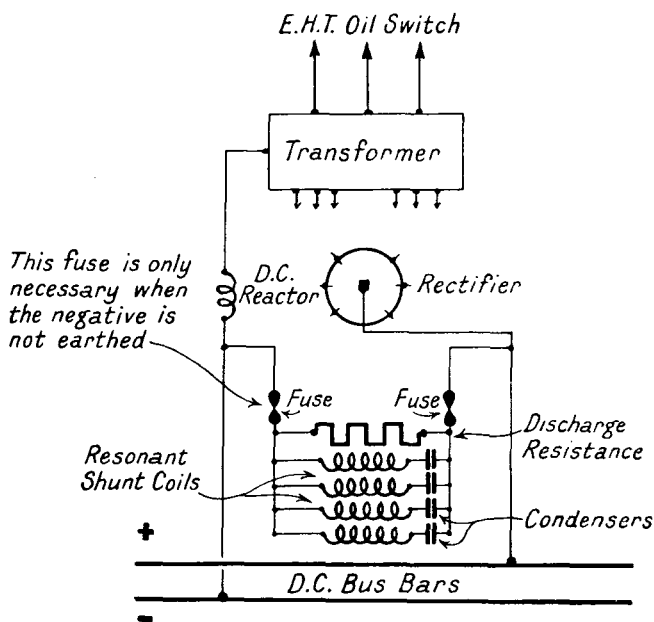 E.H.T. Oil Switch
Transformer
This fuse is only
necessary when
the negative is
not earthed
D.C.
Reactor
Rectifier
Fuse
Fuse
Discharge
Resistance
Resonant
Shunt Coils
Condensers
+
D.C. Bus Bars
-